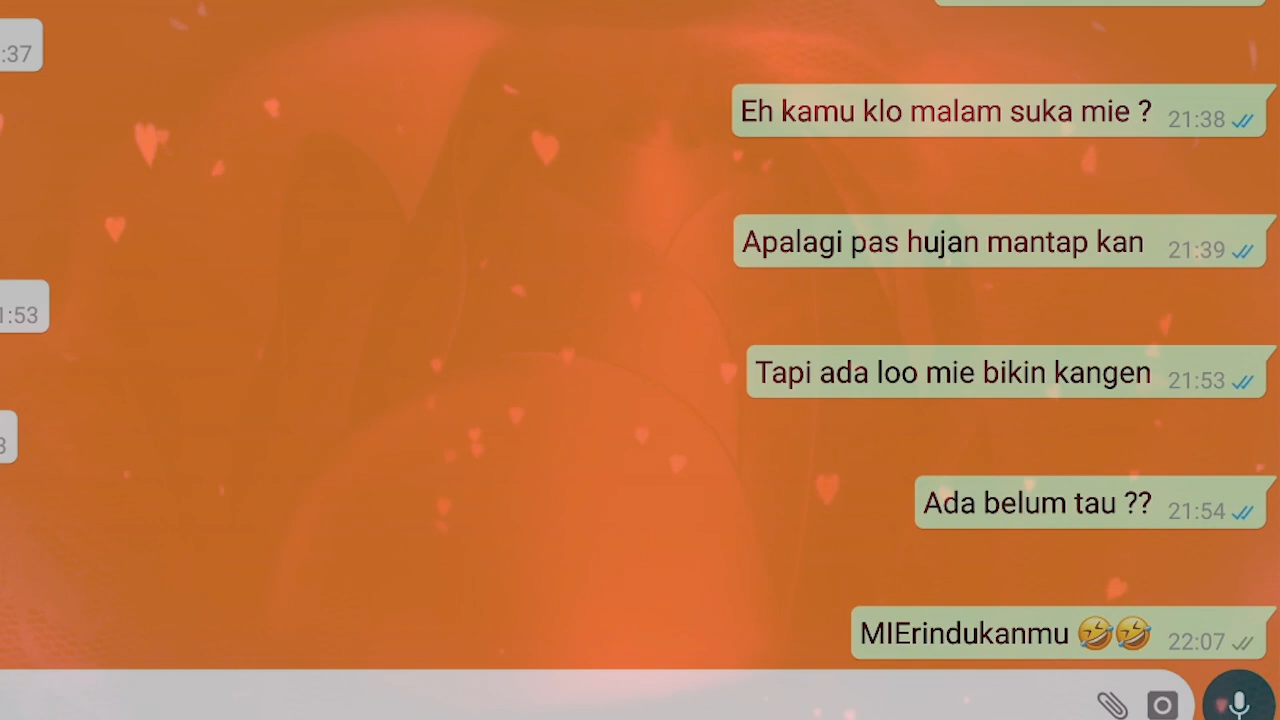 :37
Eh kamu klo malam suka mie ? 21:38
Apalagi pas hujan mantap kan 21:39
1:53
Tapi ada loo mie bikin kangen 21:53
3
Ada belum tau ?? 21:54
MIErindukanmu 🤣🤣 22:07